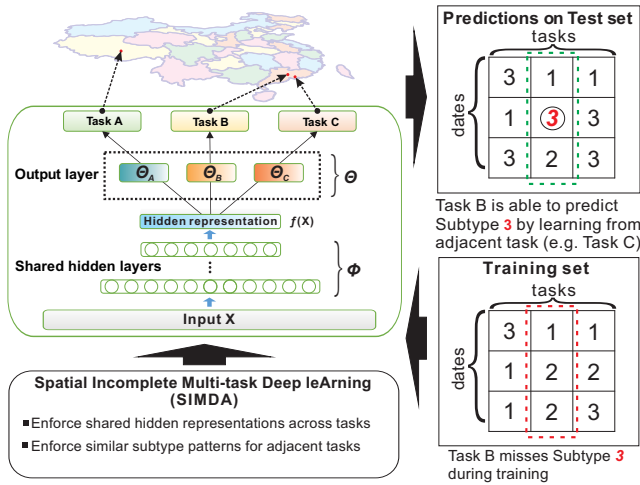 Task A
Task B
Task C
Output layer
Θ_A
Θ_B
Θ_C
Θ
Hidden representation
f(X)
Shared hidden layers
Φ
Input X
Spatial Incomplete Multi-task Deep leArning
(SIMDA)
Enforce shared hidden representations across tasks
Enforce similar subtype patterns for adjacent tasks
Predictions on Test set
tasks
dates
3 1 1
1 3 3
3 2 3
Task B is able to predict
Subtype 3 by learning from
adjacent task (e.g. Task C)
Training set
tasks
dates
3 1 1
1 2 2
1 2 3
Task B misses Subtype 3
during training